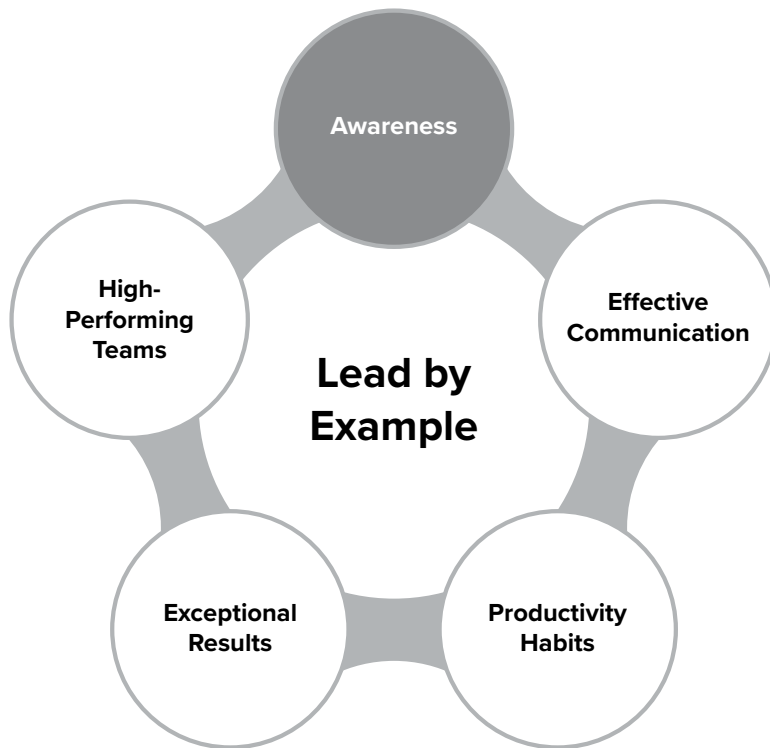 Awareness
High-
Performing
Teams
Effective
Communication
Lead by
Example
Exceptional
Results
Productivity
Habits